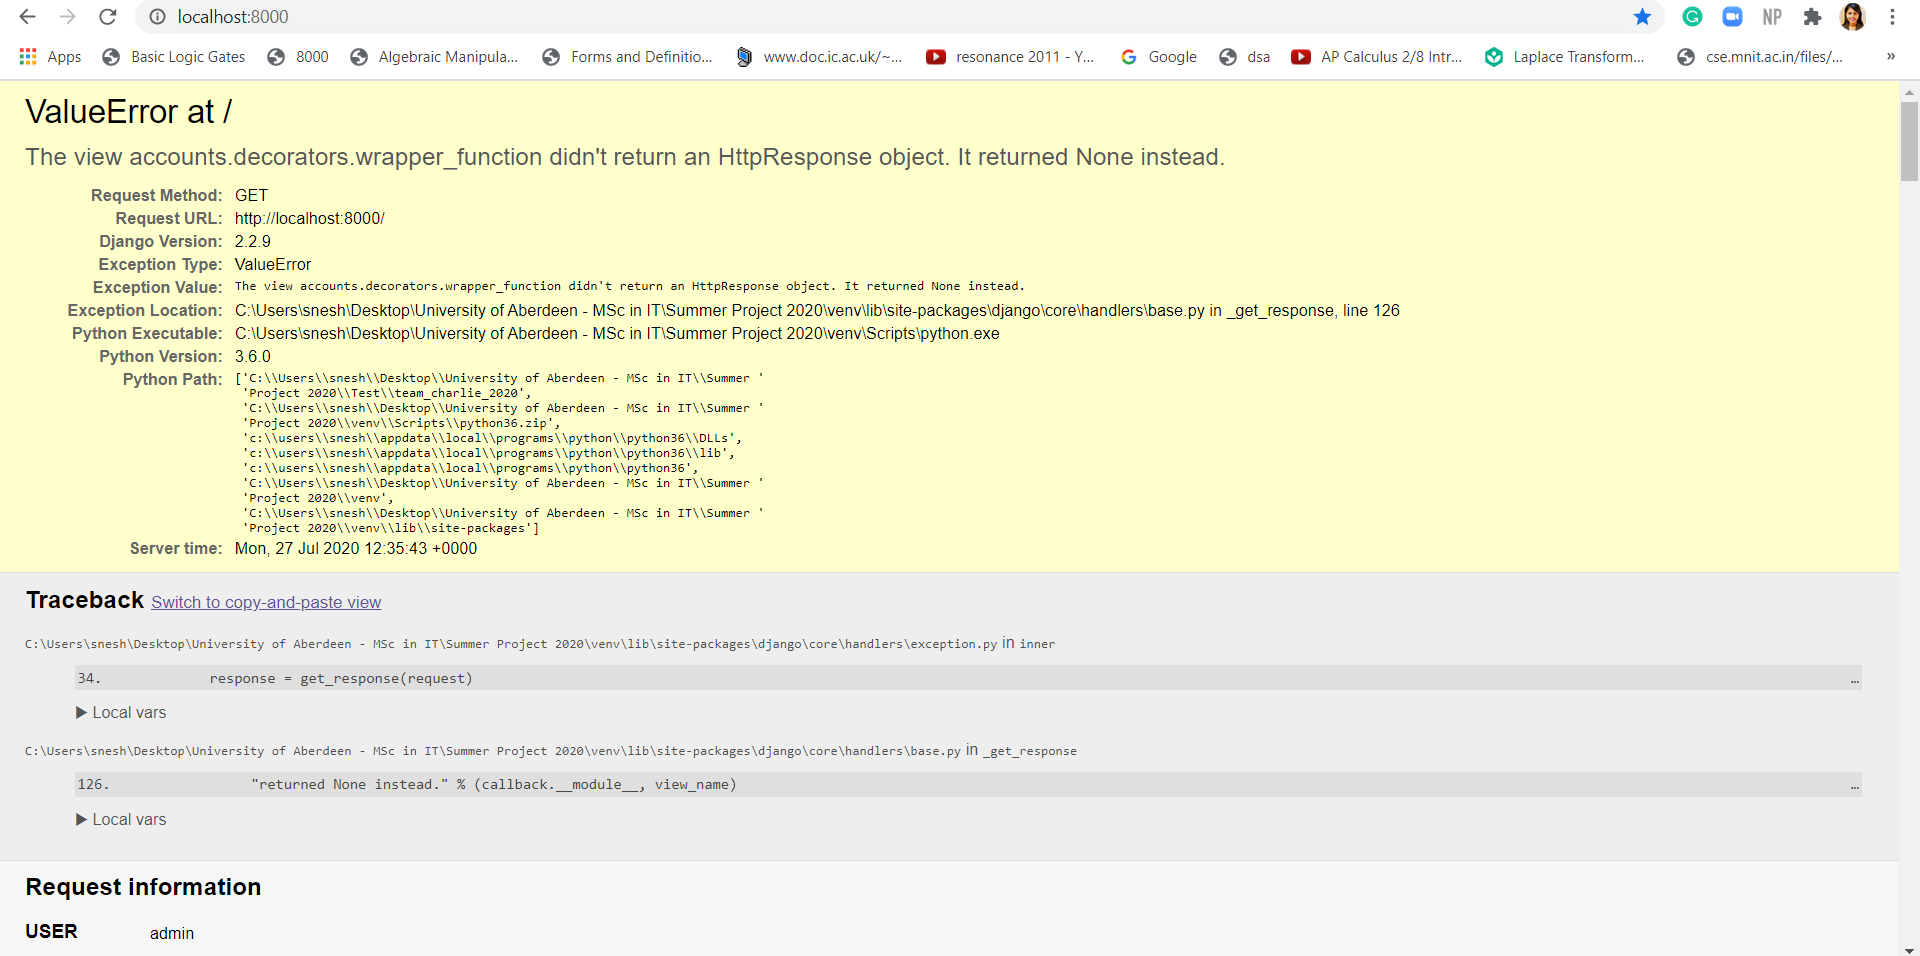 localhost:8000
NP
Apps Basic Logic Gates 8000 Algebraic Manipula... Forms and Definitio... www.doc.ic.ac.uk/~... resonance 2011 - Y... Google dsa AP Calculus 2/8 Intr... Laplace Transform... cse.mnit.ac.in/files/... »
ValueError at /
The view accounts.decorators.wrapper_function didn't return an HttpResponse object. It returned None instead.
Request Method: GET
Request URL: http://localhost:8000/
Django Version: 2.2.9
Exception Type: ValueError
Exception Value: The view accounts.decorators.wrapper_function didn't return an HttpResponse object. It returned None instead.
Exception Location: C:\Users\snesh\Desktop\University of Aberdeen - MSc in IT\Summer Project 2020\venv\lib\site-packages\django\core\handlers\base.py in _get_response, line 126
Python Executable: C:\Users\snesh\Desktop\University of Aberdeen - MSc in IT\Summer Project 2020\venv\Scripts\python.exe
Python Version: 3.6.0
Python Path: ['C:\\Users\\snesh\\Desktop\\University of Aberdeen - MSc in IT\\Summer '
'Project 2020\\Test\\team_charlie_2020',
'C:\\Users\\snesh\\Desktop\\University of Aberdeen - MSc in IT\\Summer '
'Project 2020\\venv\\Scripts\\python36.zip',
'c:\\users\\snesh\\appdata\\local\\programs\\python\\python36\\DLLs',
'c:\\users\\snesh\\appdata\\local\\programs\\python\\python36\\lib',
'c:\\users\\snesh\\appdata\\local\\programs\\python\\python36',
'C:\\Users\\snesh\\Desktop\\University of Aberdeen - MSc in IT\\Summer '
'Project 2020\\venv',
'C:\\Users\\snesh\\Desktop\\University of Aberdeen - MSc in IT\\Summer '
'Project 2020\\venv\\lib\\site-packages']
Server time: Mon, 27 Jul 2020 12:35:43 +0000
Traceback Switch to copy-and-paste view
C:\Users\snesh\Desktop\University of Aberdeen - MSc in IT\Summer Project 2020\venv\lib\site-packages\django\core\handlers\exception.py in inner
34. response = get_response(request) …
▶ Local vars
C:\Users\snesh\Desktop\University of Aberdeen - MSc in IT\Summer Project 2020\venv\lib\site-packages\django\core\handlers\base.py in _get_response
126. "returned None instead." % (callback.__module__, view_name) …
▶ Local vars
Request information
USER admin